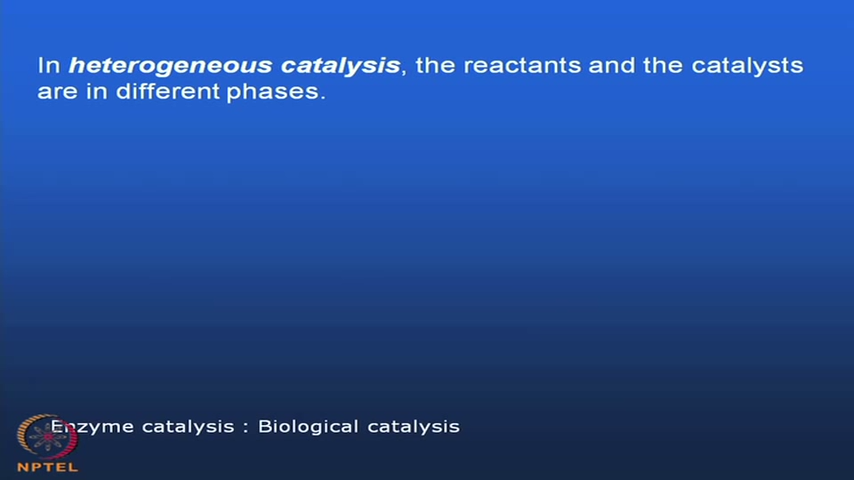 In heterogeneous catalysis, the reactants and the catalysts
are in different phases.
Enzyme catalysis : Biological catalysis
NPTEL